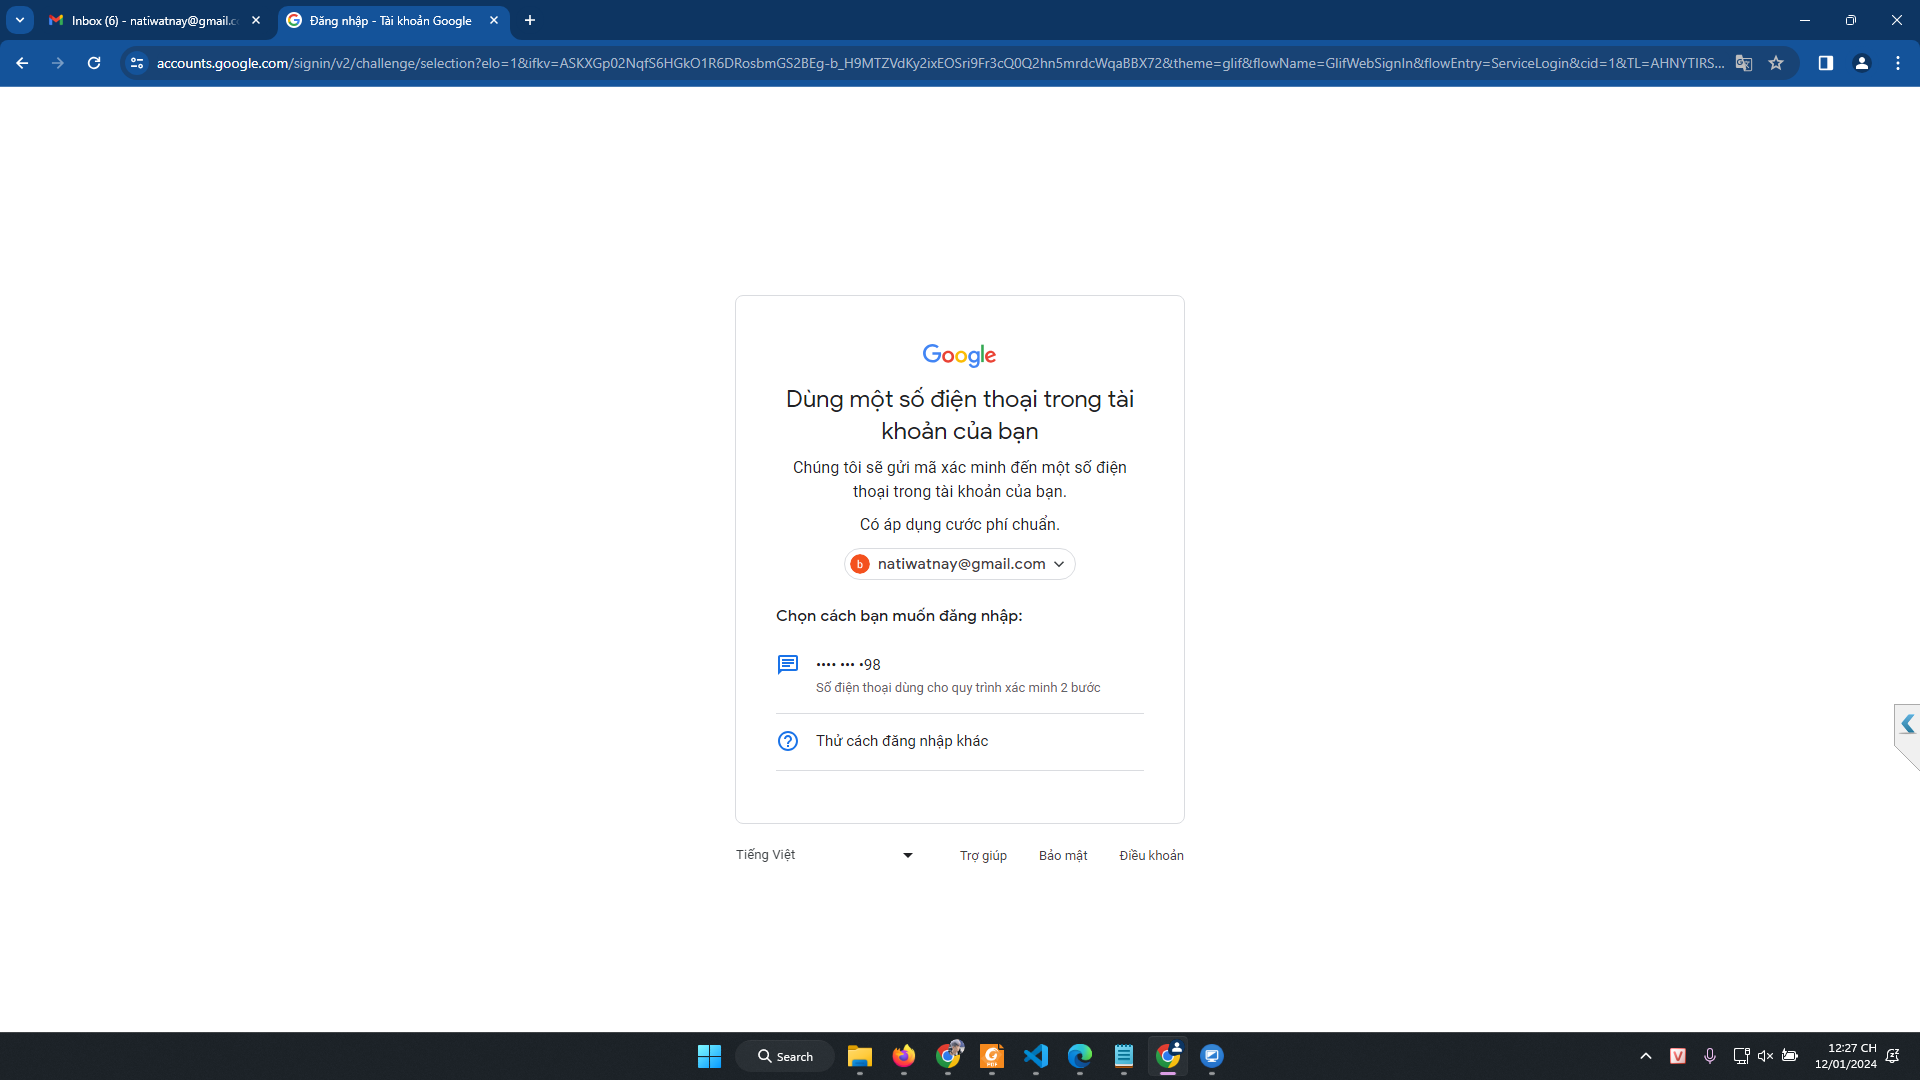 Inbox (6) - natiwatnay@gmail.c
Đăng nhập - Tài khoản Google
accounts.google.com/signin/v2/challenge/selection?elo=1&ifkv=ASKXGp02NqfS6HGkO1R6DRosbmGS2BEg-b_H9MTZVdKy2ixEOSri9Fr3cQ0Q2hn5mrdcWqaBBX72&theme=glif&flowName=GlifWebSignIn&flowEntry=ServiceLogin&cid=1&TL=AHNYTIRS...
Google
Dùng một số điện thoại trong tài
khoản của bạn
Chúng tôi sẽ gửi mã xác minh đến một số điện
thoại trong tài khoản của bạn.
Có áp dụng cước phí chuẩn.
b natiwatnay@gmail.com
Chọn cách bạn muốn đăng nhập:
•••• ••• •98
Số điện thoại dùng cho quy trình xác minh 2 bước
Thử cách đăng nhập khác
Tiếng Việt
Trợ giúp
Bảo mật
Điều khoản
Search
12:27 CH
12/01/2024